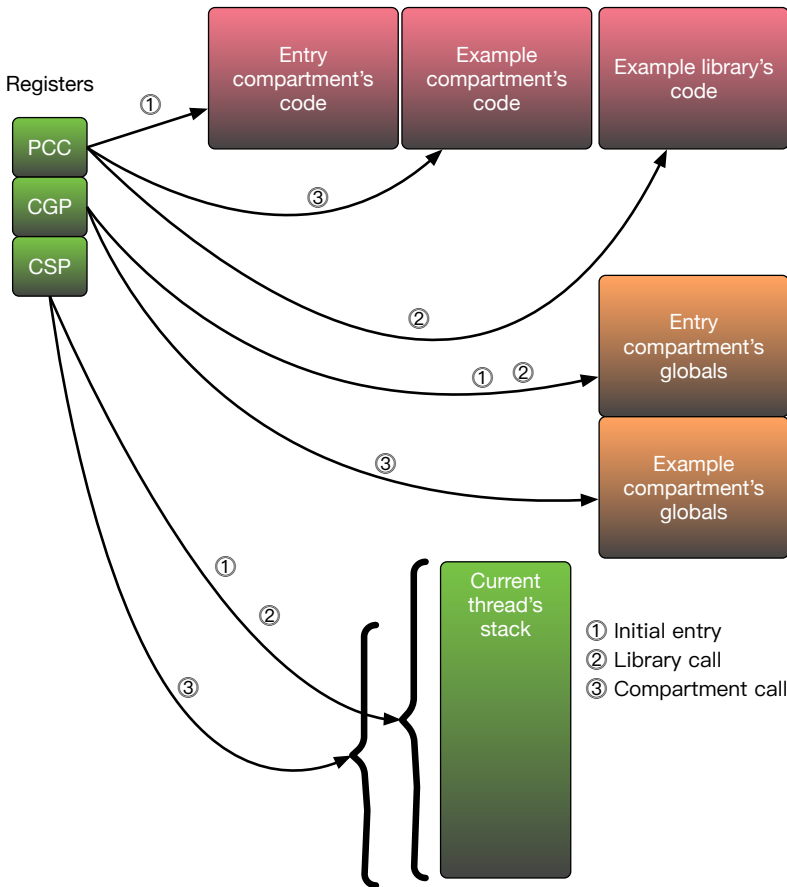 Registers
PCC
CGP
CSP
Entry
compartment's
code
Example
compartment's
code
Example library's
code
①
③
②
① ②
③
Entry
compartment's
globals
Example
compartment's
globals
①
②
③
Current
thread's
stack
① Initial entry
② Library call
③ Compartment call